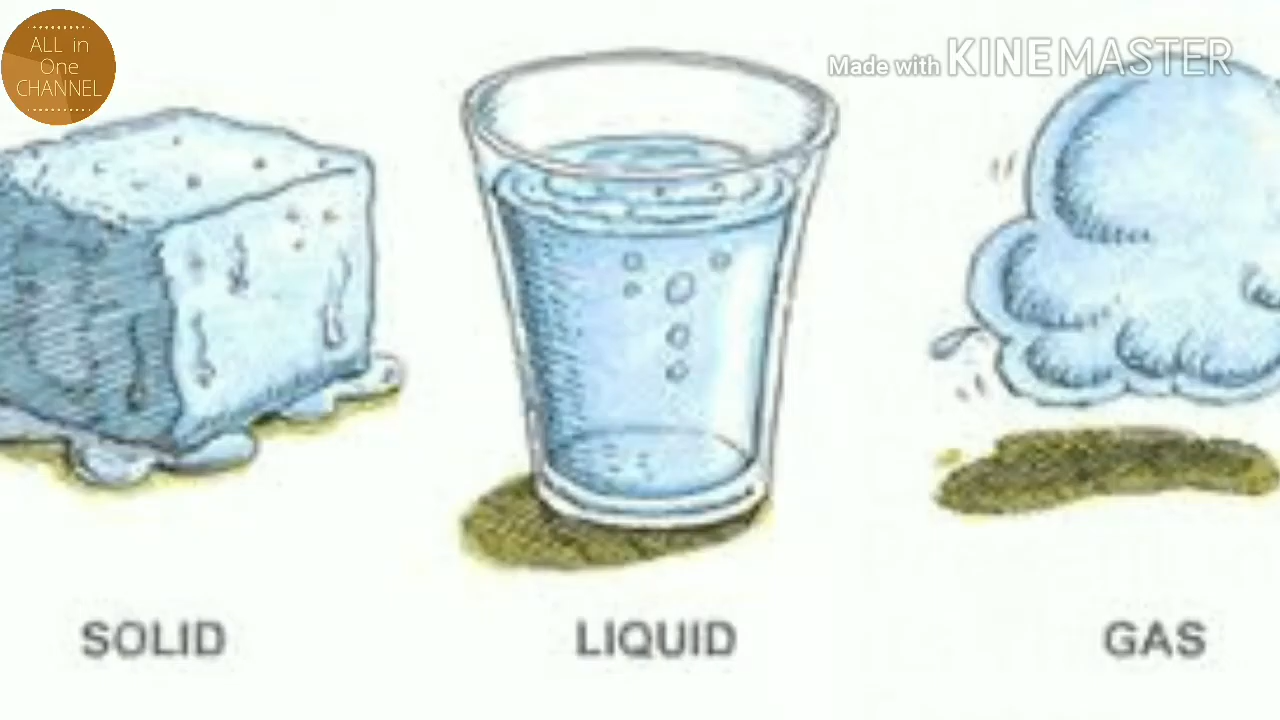 ALL in
One
CHANNEL
Made with KINEMASTER
SOLID
LIQUID
GAS